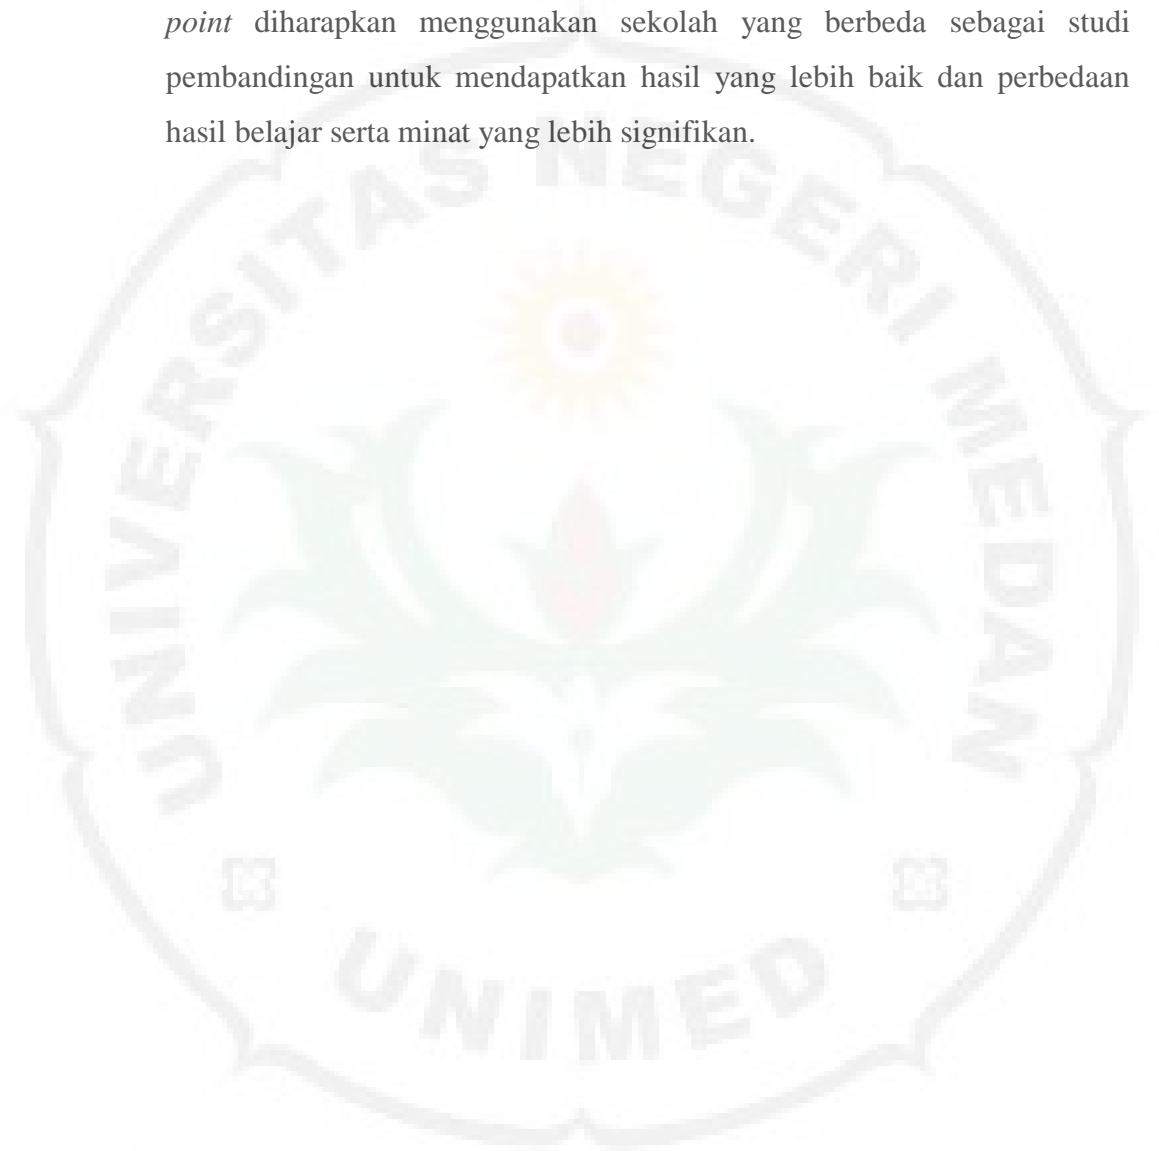 point diharapkan menggunakan sekolah yang berbeda sebagai studi
pembandingan untuk mendapatkan hasil yang lebih baik dan perbedaan
hasil belajar serta minat yang lebih signifikan.
UNIVERSITAS NEGERI MEDAN
UNIMED